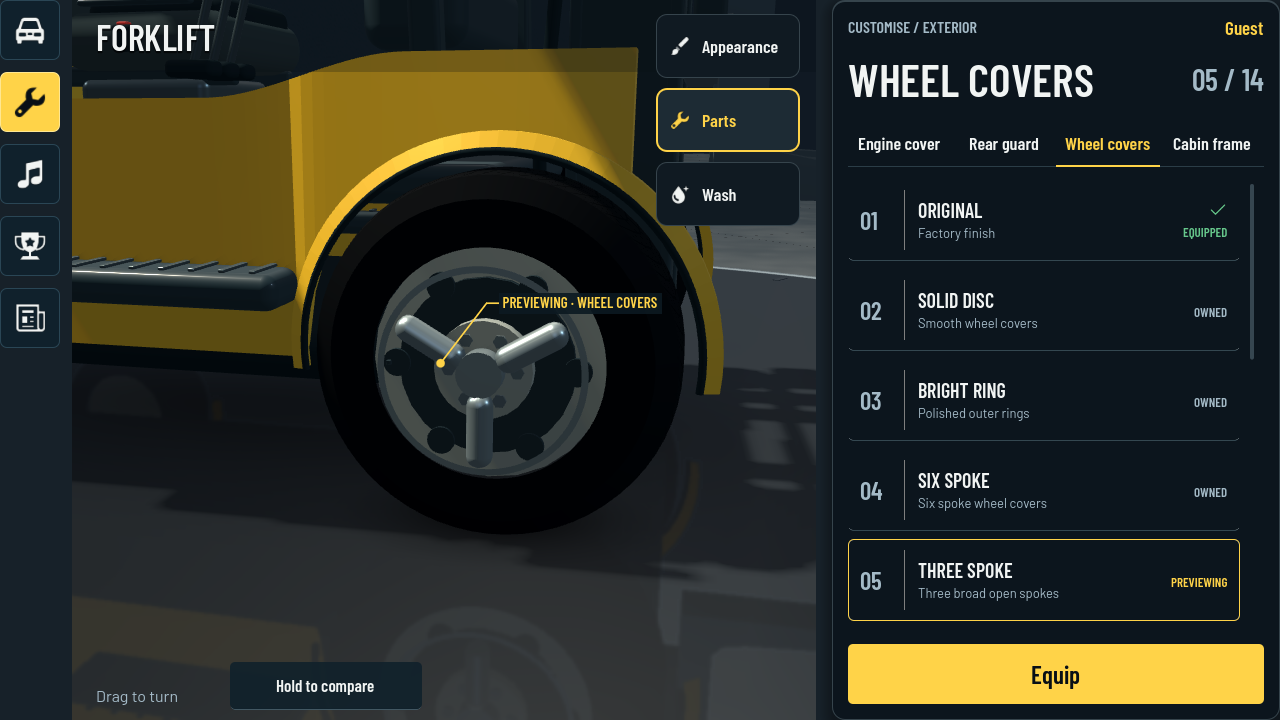 FORKLIFT
Appearance
Parts
Wash
PREVIEWING · WHEEL COVERS
Drag to turn
Hold to compare
CUSTOMISE / EXTERIOR
Guest
WHEEL COVERS
05 / 14
Engine cover
Rear guard
Wheel covers
Cabin frame
01
ORIGINAL
Factory finish
EQUIPPED
02
SOLID DISC
Smooth wheel covers
OWNED
03
BRIGHT RING
Polished outer rings
OWNED
04
SIX SPOKE
Six spoke wheel covers
OWNED
05
THREE SPOKE
Three broad open spokes
PREVIEWING
Equip